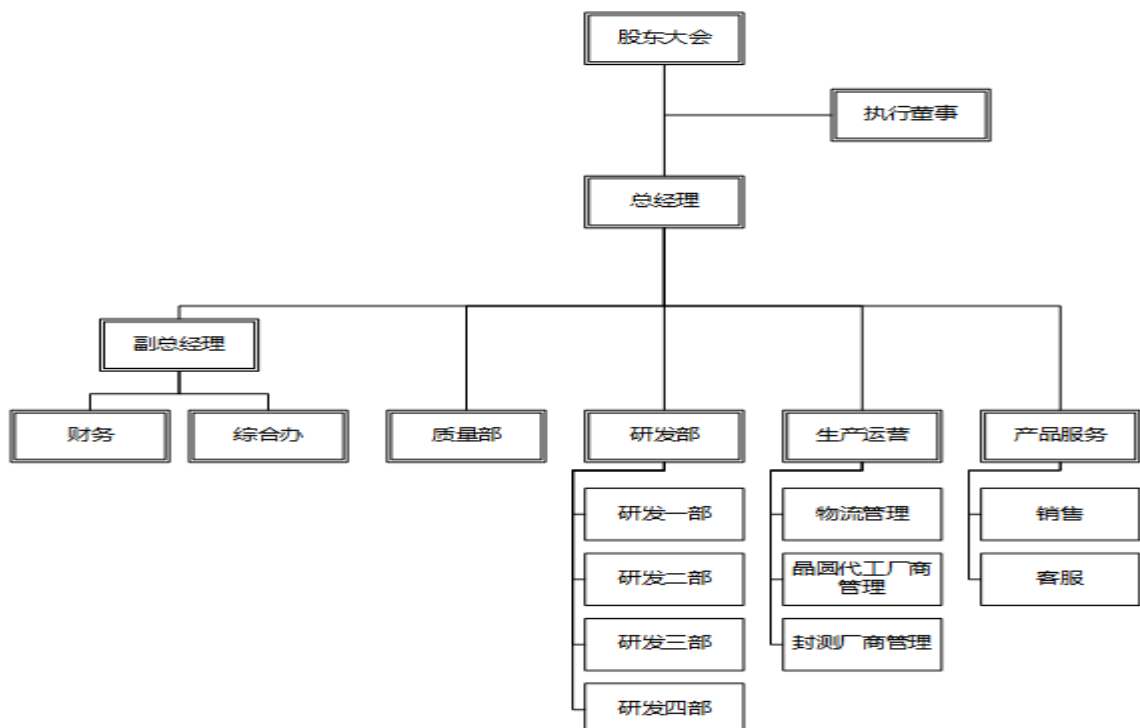 股东大会
执行董事
总经理
副总经理
财务
综合办
质量部
研发部
生产运营
产品服务
研发一部
物流管理
销售
研发二部
晶圆代工厂商
管理
客服
研发三部
封测厂商管理
研发四部